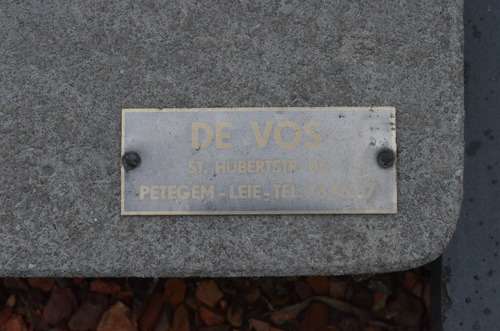 DE VOS
ST. HUBERTSTR.
PETEGEM - LEIE - TEL.